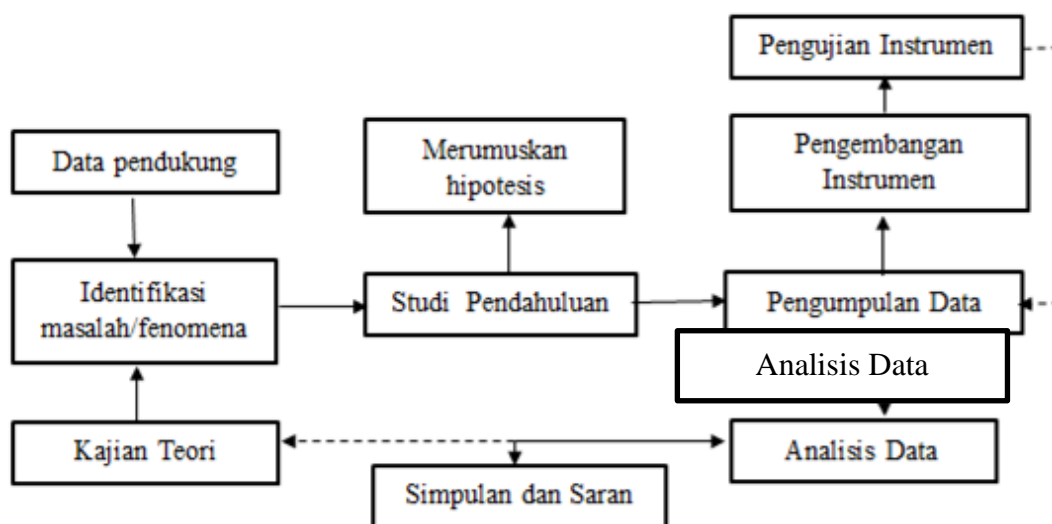 Pengujian Instrumen
Data pendukung
Merumuskan
hipotesis
Pengembangan
Instrumen
Identifikasi
masalah/fenomena
Studi Pendahuluan
Pengumpulan Data
Analisis Data
Kajian Teori
Analisis Data
Simpulan dan Saran